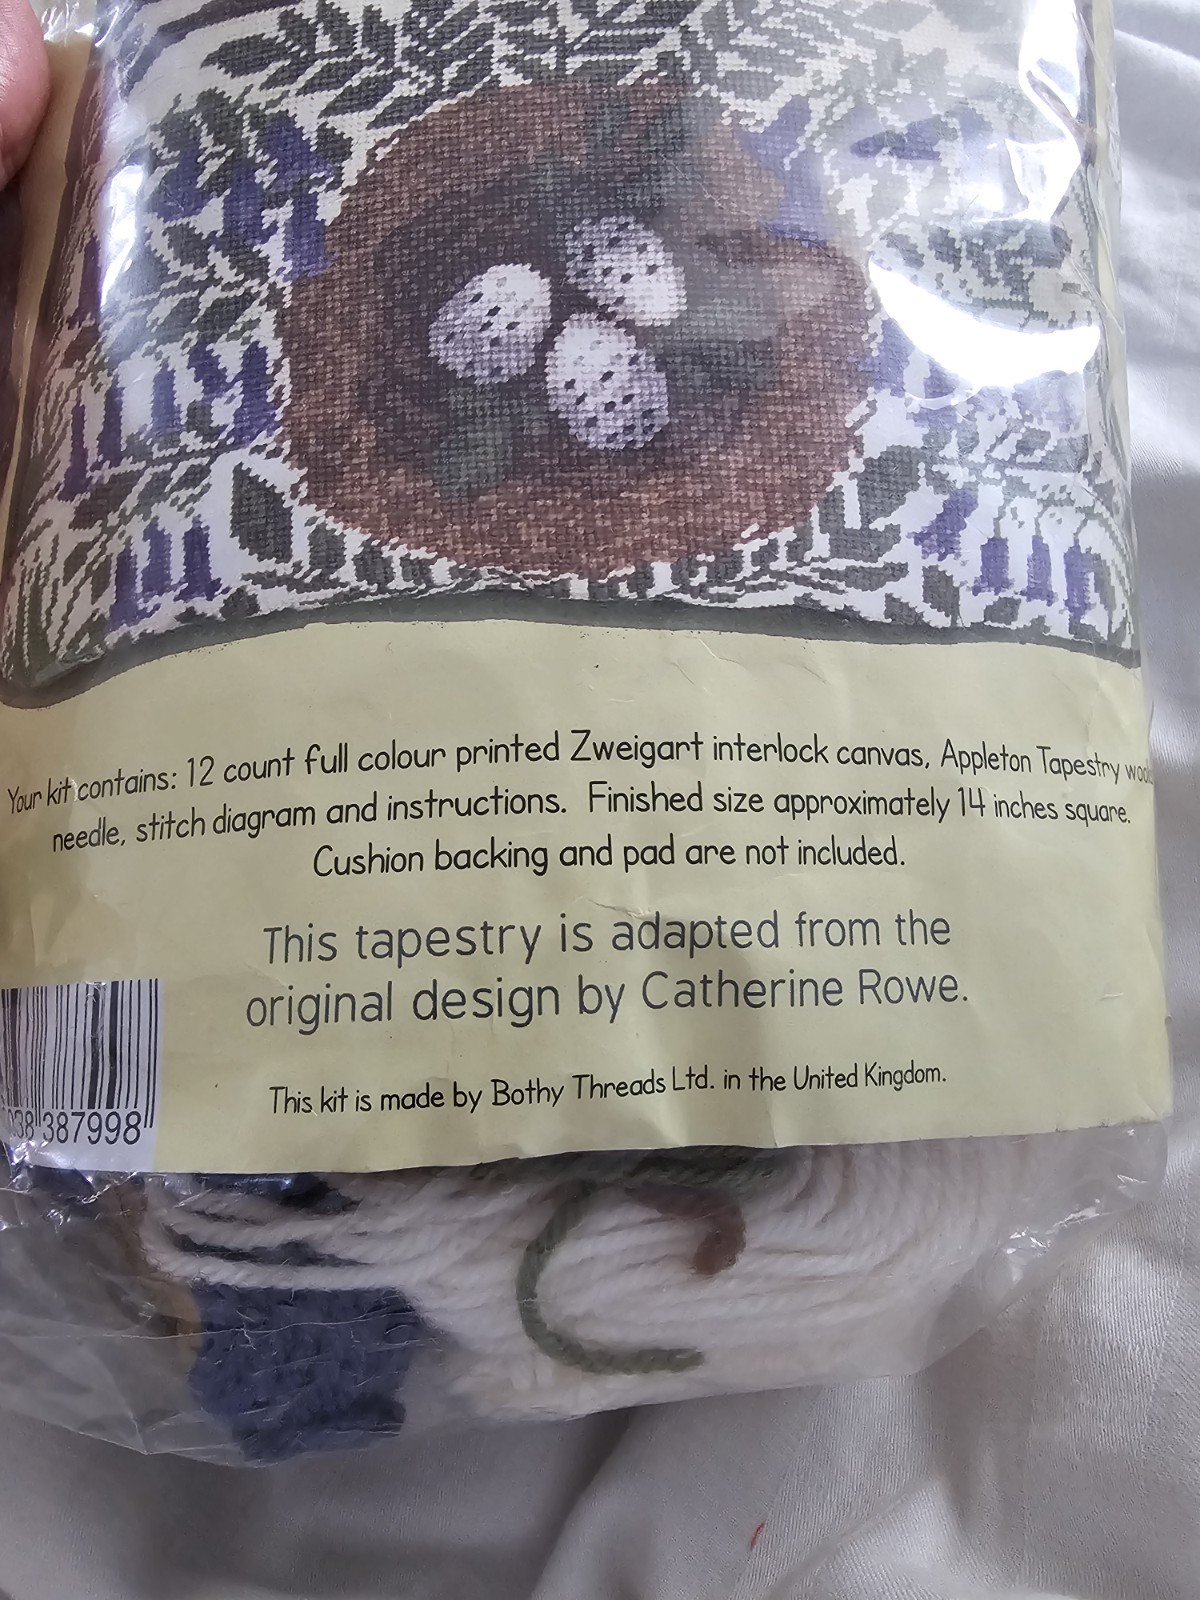 Your kit contains: 12 count full colour printed Zweigart interlock canvas, Appleton Tapestry
needle, stitch diagram and instructions. Finished size approximately 14 inches square.
Cushion backing and pad are not included.
This tapestry is adapted from the
original design by Catherine Rowe.
This kit is made by Bothy Threads Ltd. in the United Kingdom.
38 387998